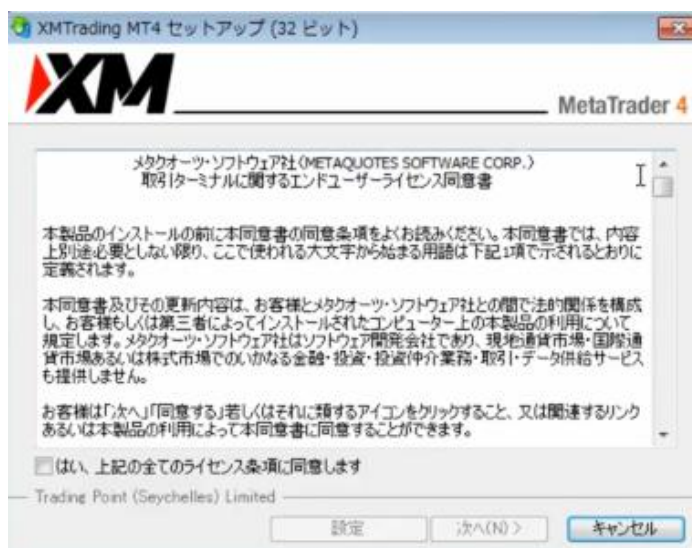 XMTrading MT4 セットアップ (32 ビット)
XM
MetaTrader 4
メタクオーツ・ソフトウェア社(METAQUOTES SOFTWARE CORP.)
取引ターミナルに関するエンドユーザーライセンス同意書
本製品のインストールの前に本同意書の同意条項をよくお読みください。本同意書では、内容
上別途必要としない限り、ここで使われる大文字から始まる用語は下記1項で示されるとおりに
定義されます。
本同意書及びその更新内容は、お客様とメタクオーツ・ソフトウェア社との間で法的関係を構成
し、お客様もしくは第三者によってインストールされたコンピューター上の本製品の利用について
規定します。メタクオーツ・ソフトウェア社はソフトウェア開発会社であり、現地通貨市場・国際通
貨市場あるいは株式市場でのいかなる金融・投資・投資仲介業務・取引・データ供給サービス
も提供しません。
お客様は「次へ」「同意する」若しくはそれに類するアイコンをクリックすること、又は関連するリンク
あるいは本製品の利用によって本同意書に同意することができます。
はい、上記の全てのライセンス条項に同意します
Trading Point (Seychelles) Limited
設定
次へ(N) >
キャンセル